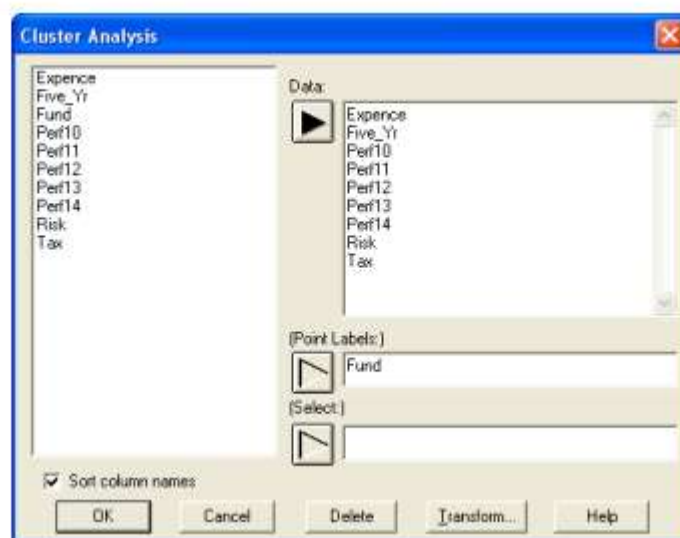 Cluster Analysis
Expence
Five_Yr
Fund
Perf10
Perf11
Perf12
Perf13
Perf14
Risk
Tax
Data:
Expence
Five_Yr
Perf10
Perf11
Perf12
Perf13
Perf14
Risk
Tax
(Point Labels:)
Fund
(Select:)
Sort column names
OK Cancel Delete Transform... Help